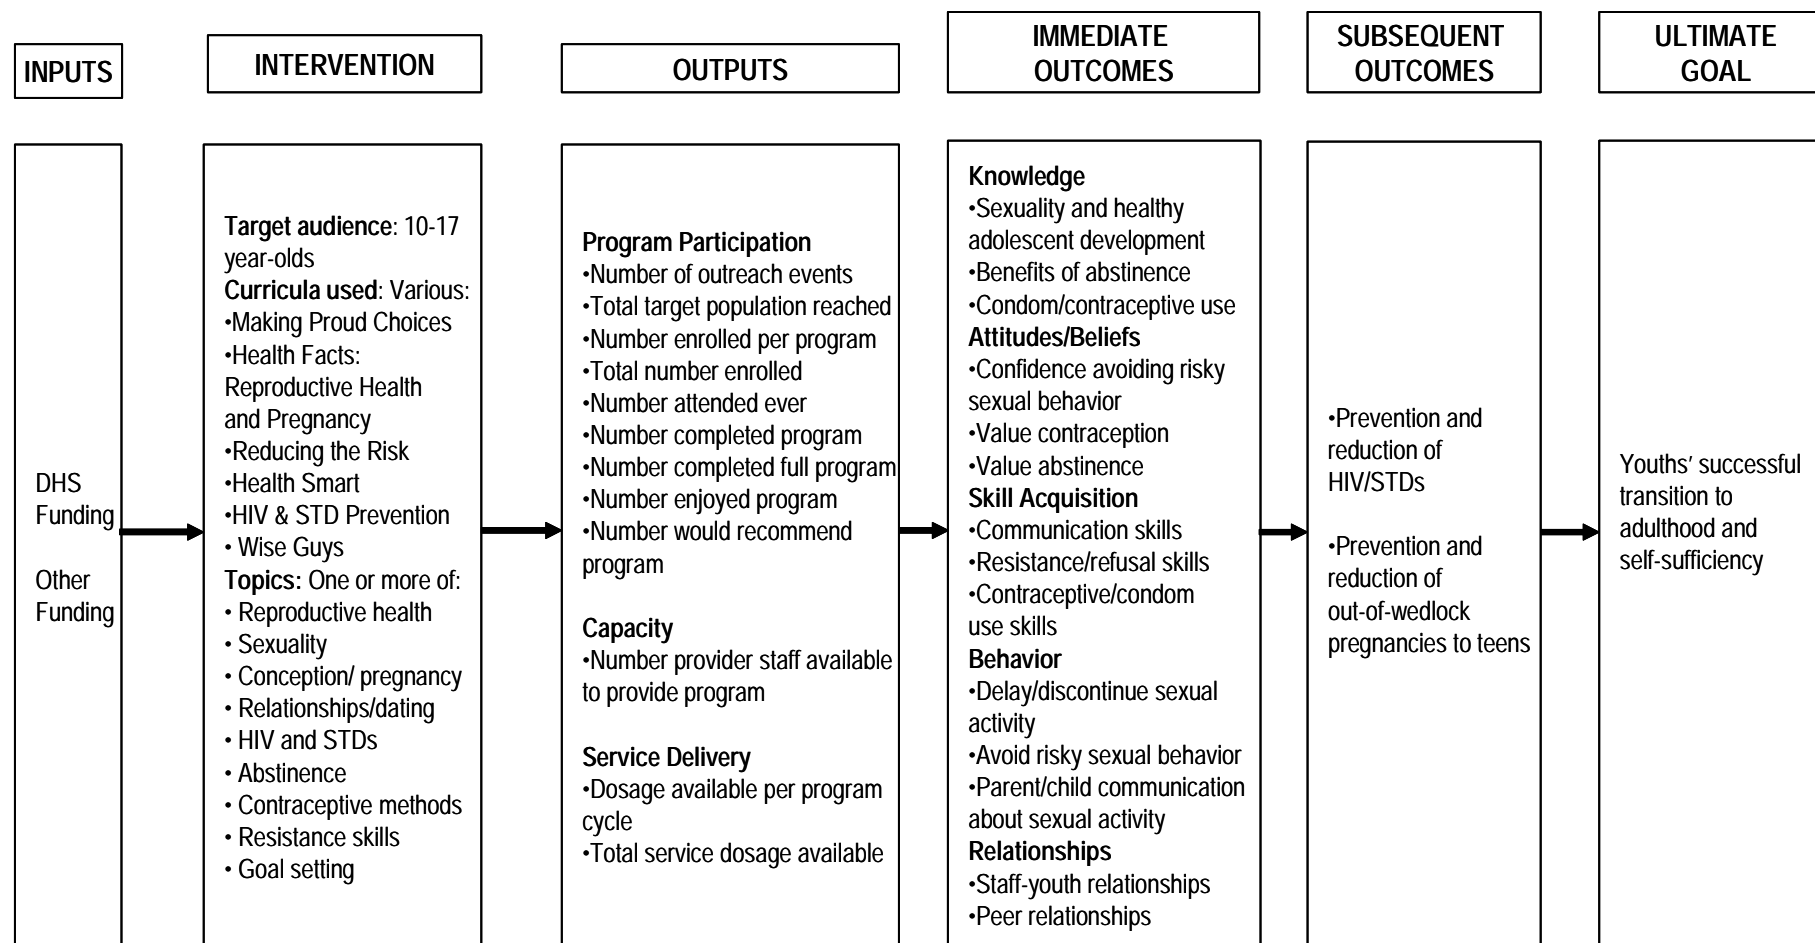 INPUTS
INTERVENTION
OUTPUTS
IMMEDIATE
OUTCOMES
SUBSEQUENT
OUTCOMES
ULTIMATE
GOAL
DHS
Funding
Other
Funding
Target audience: 10-17
year-olds
Curricula used: Various:
•Making Proud Choices
•Health Facts:
Reproductive Health
and Pregnancy
•Reducing the Risk
•Health Smart
•HIV & STD Prevention
• Wise Guys
Topics: One or more of:
• Reproductive health
• Sexuality
• Conception/ pregnancy
• Relationships/dating
• HIV and STDs
• Abstinence
• Contraceptive methods
• Resistance skills
• Goal setting
Program Participation
•Number of outreach events
•Total target population reached
•Number enrolled per program
•Total number enrolled
•Number attended ever
•Number completed program
•Number completed full program
•Number enjoyed program
•Number would recommend
program
Capacity
•Number provider staff available
to provide program
Service Delivery
•Dosage available per program
cycle
•Total service dosage available
Knowledge
•Sexuality and healthy
adolescent development
•Benefits of abstinence
•Condom/contraceptive use
Attitudes/Beliefs
•Confidence avoiding risky
sexual behavior
•Value contraception
•Value abstinence
Skill Acquisition
•Communication skills
•Resistance/refusal skills
•Contraceptive/condom
use skills
Behavior
•Delay/discontinue sexual
activity
•Avoid risky sexual behavior
•Parent/child communication
about sexual activity
Relationships
•Staff-youth relationships
•Peer relationships
•Prevention and
reduction of
HIV/STDs
•Prevention and
reduction of
out-of-wedlock
pregnancies to teens
Youths’ successful
transition to
adulthood and
self-sufficiency